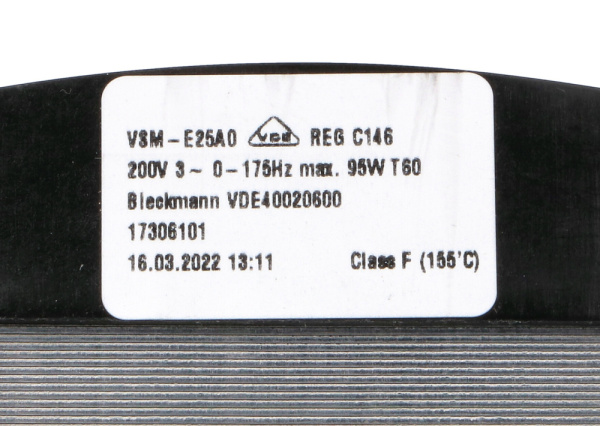 VSM-E25A0 VDE REG C146
200V 3~ 0-175Hz max. 95W T60
Bleckmann VDE40020600
17306101
16.03.2022 13:11 Class F (155'C)